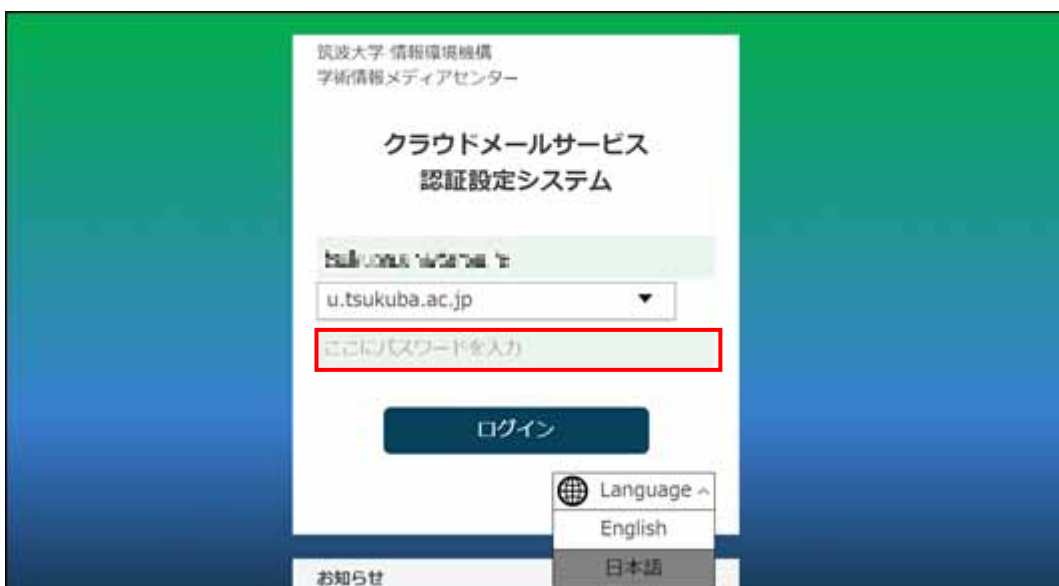 筑波大学 情報環境機構
学術情報メディアセンター
クラウドメールサービス
認証設定システム
u.tsukuba.ac.jp
ここにパスワードを入力
ログイン
Language
English
日本語
お知らせ